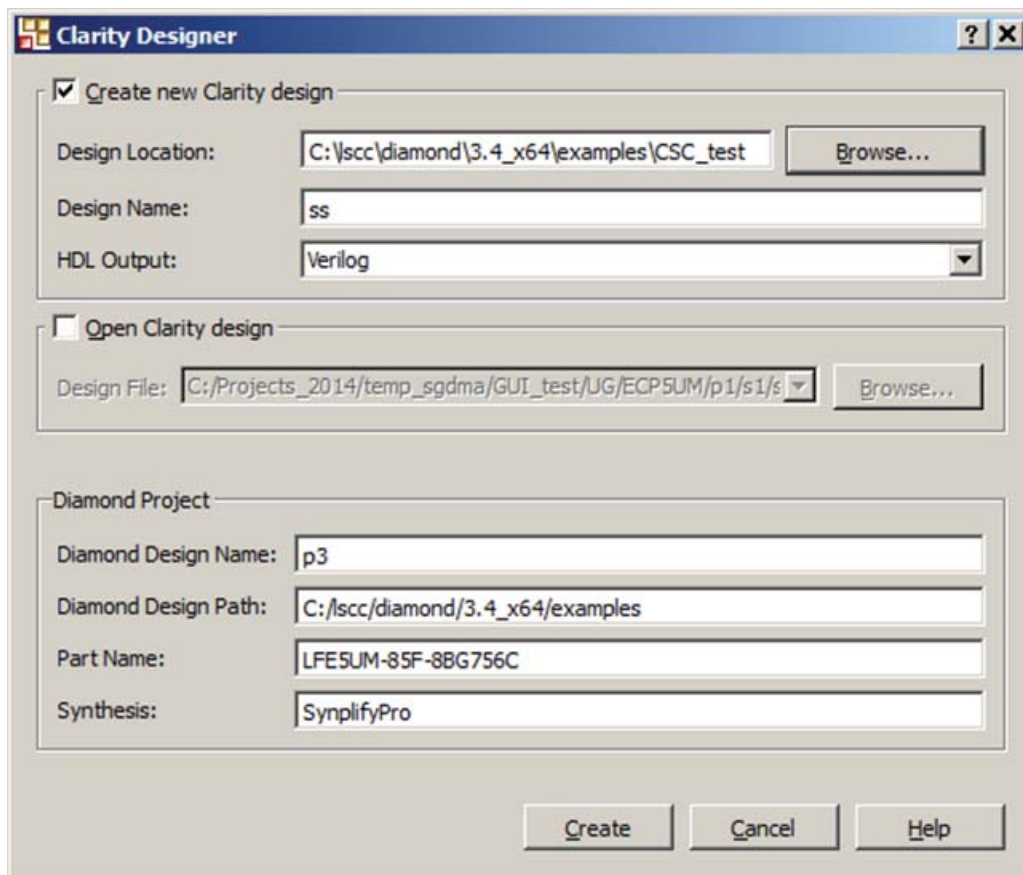 Clarity Designer
Create new Clarity design
Design Location: C:\lscc\diamond\3.4_x64\examples\CSC_test Browse...
Design Name: ss
HDL Output: Verilog
Open Clarity design
Design File: C:/Projects_2014/temp_sgdma/GUI_test/UG/ECP5UM/p1/s1/s Browse...
Diamond Project
Diamond Design Name: p3
Diamond Design Path: C:/lscc/diamond/3.4_x64/examples
Part Name: LFE5UM-85F-8BG756C
Synthesis: SynplifyPro
Create Cancel Help